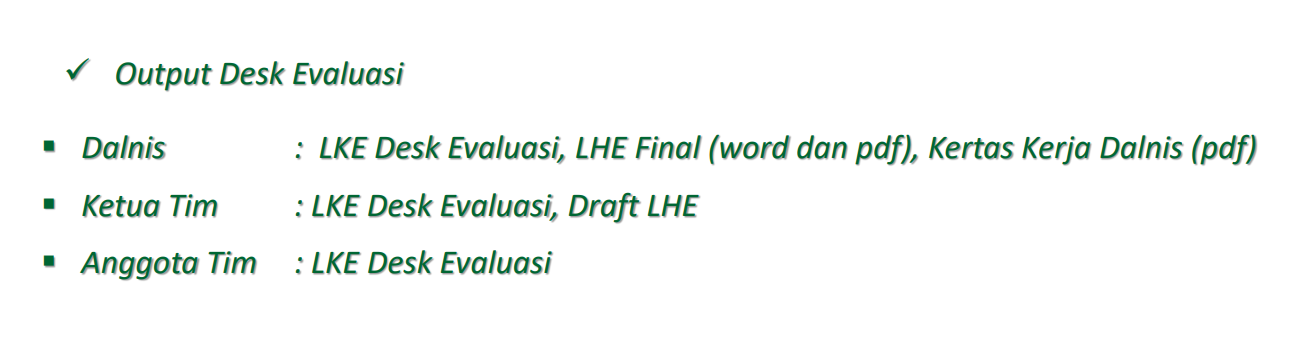 ✓ Output Desk Evaluasi
▪ Dalnis : LKE Desk Evaluasi, LHE Final (word dan pdf), Kertas Kerja Dalnis (pdf)
▪ Ketua Tim : LKE Desk Evaluasi, Draft LHE
▪ Anggota Tim : LKE Desk Evaluasi